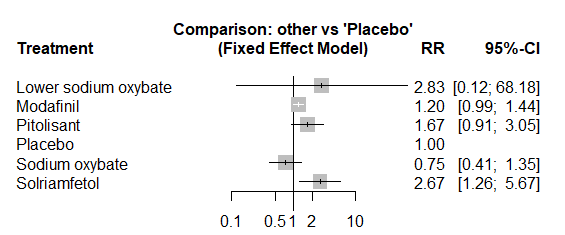 Comparison: other vs 'Placebo'
Treatment (Fixed Effect Model) RR 95%-CI
Lower sodium oxybate 2.83 [0.12; 68.18]
Modafinil 1.20 [0.99; 1.44]
Pitolisant 1.67 [0.91; 3.05]
Placebo 1.00
Sodium oxybate 0.75 [0.41; 1.35]
Solriamfetol 2.67 [1.26; 5.67]
0.1 0.5 1 2 10